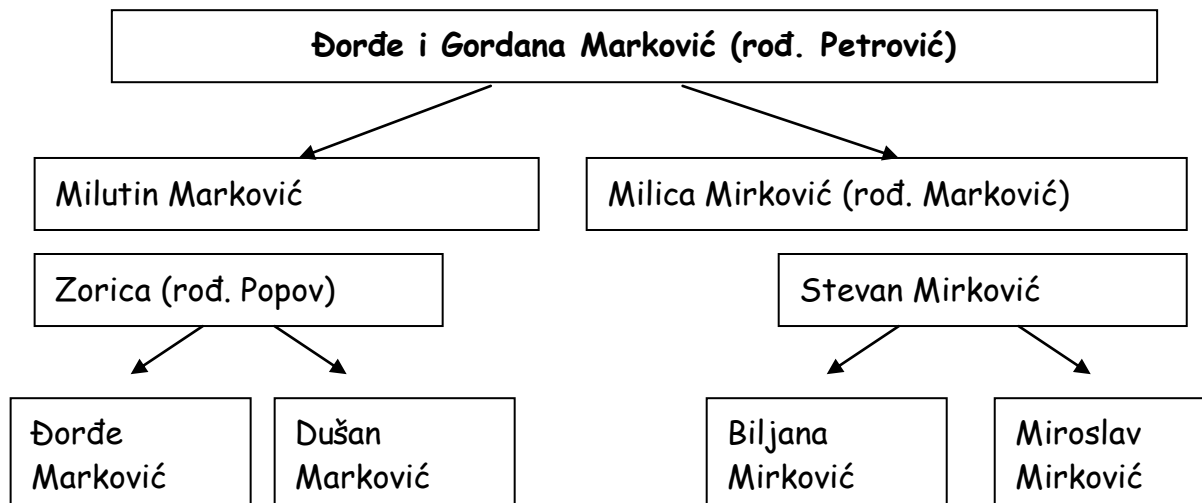 Đorđe i Gordana Marković (rođ. Petrović)
Milutin Marković
Milica Mirković (rođ. Marković)
Zorica (rođ. Popov)
Stevan Mirković
Đorđe
Marković
Dušan
Marković
Biljana
Mirković
Miroslav
Mirković